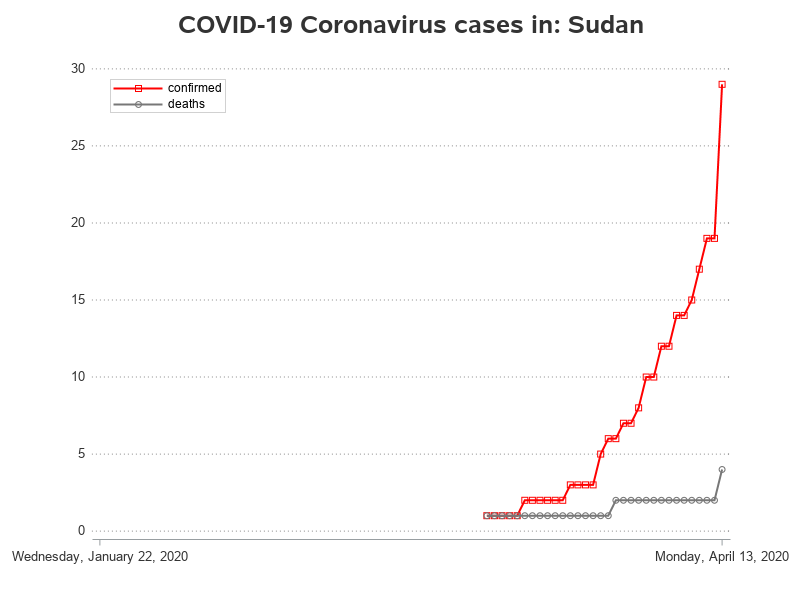 COVID-19 Coronavirus cases in: Sudan
30
confirmed
deaths
25
20
15
10
5
0
Wednesday, January 22, 2020 Monday, April 13, 2020